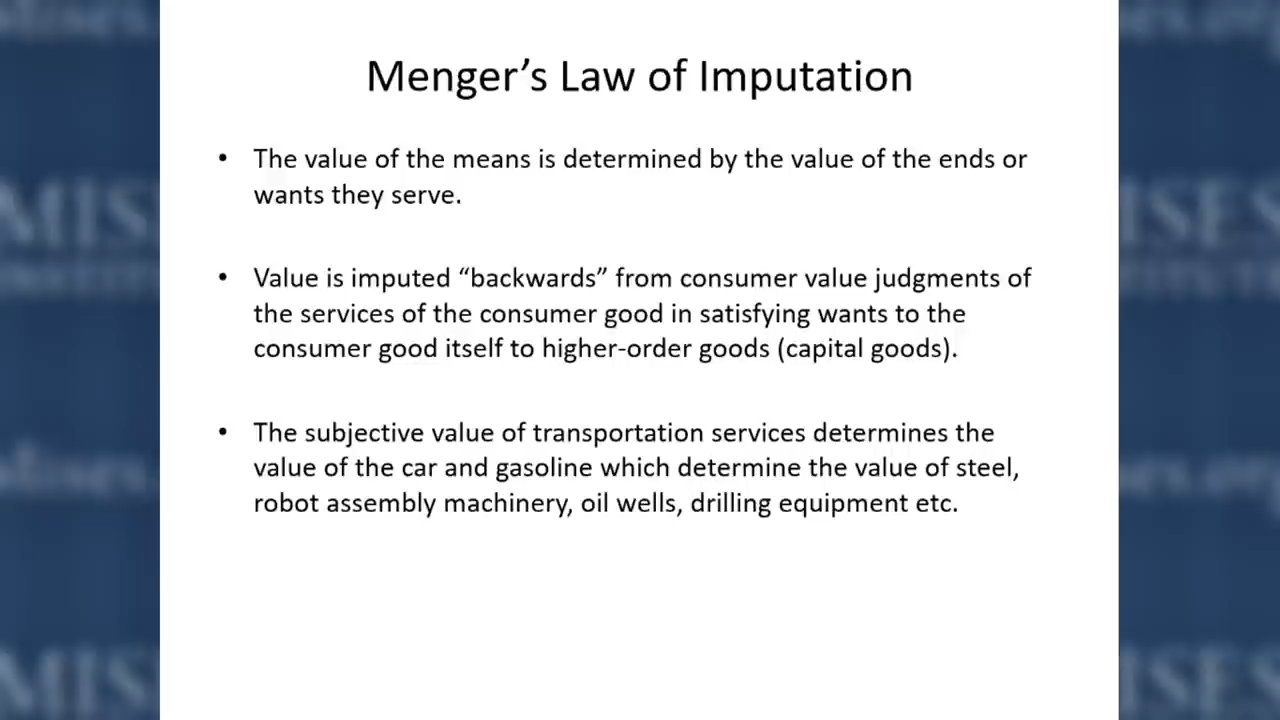 Menger’s Law of Imputation
• The value of the means is determined by the value of the ends or
wants they serve.
• Value is imputed “backwards” from consumer value judgments of
the services of the consumer good in satisfying wants to the
consumer good itself to higher-order goods (capital goods).
• The subjective value of transportation services determines the
value of the car and gasoline which determine the value of steel,
robot assembly machinery, oil wells, drilling equipment etc.